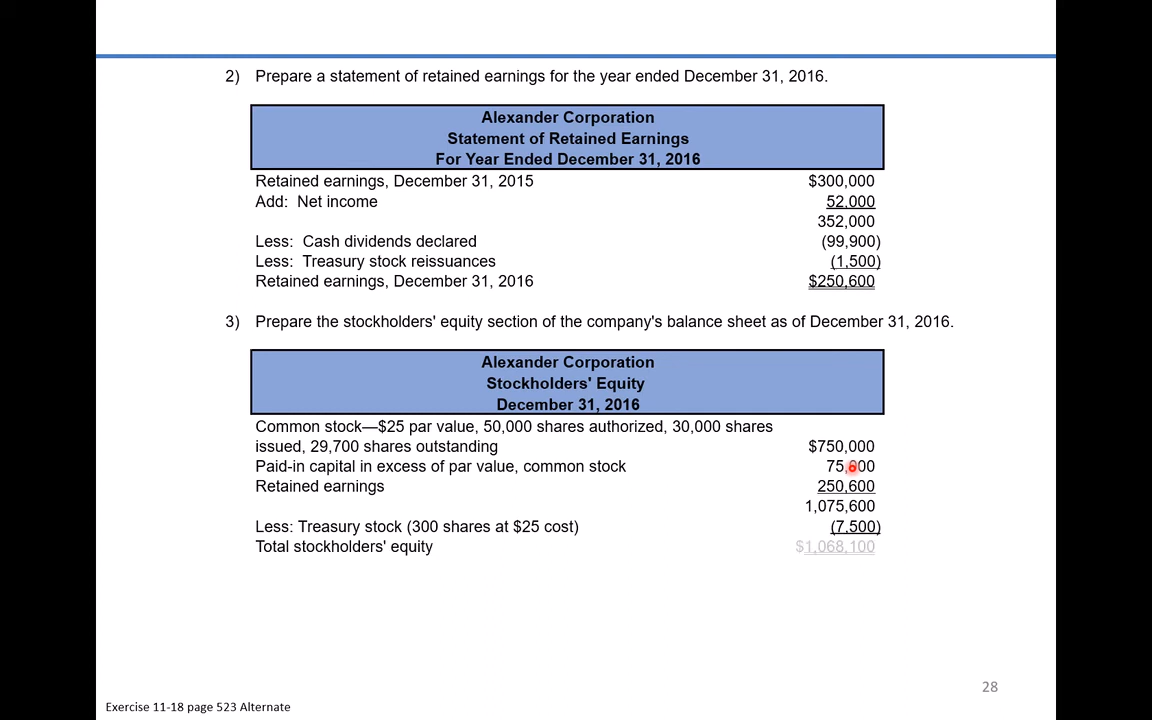 2) Prepare a statement of retained earnings for the year ended December 31, 2016.
Alexander Corporation
Statement of Retained Earnings
For Year Ended December 31, 2016
Retained earnings, December 31, 2015 $300,000
Add: Net income 52,000
352,000
Less: Cash dividends declared (99,900)
Less: Treasury stock reissuances (1,500)
Retained earnings, December 31, 2016 $250,600
3) Prepare the stockholders' equity section of the company's balance sheet as of December 31, 2016.
Alexander Corporation
Stockholders' Equity
December 31, 2016
Common stock—$25 par value, 50,000 shares authorized, 30,000 shares
issued, 29,700 shares outstanding $750,000
Paid-in capital in excess of par value, common stock 75,000
Retained earnings 250,600
1,075,600
Less: Treasury stock (300 shares at $25 cost) (7,500)
Total stockholders' equity $1,068,100
28
Exercise 11-18 page 523 Alternate